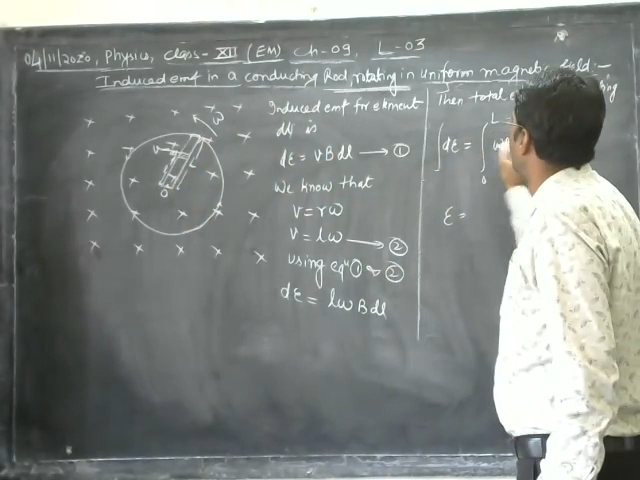 04/11/2020, Physics, class-XII (EM) Ch-09, L-03
Induced emf in a conducting Rod rotating in uniform magnetic field:-
ω
v
o
Induced emf for element
dl is
dε = vBdl → ①
we know that
v = rω
v = lω → ②
using eqⁿ ① & ②
dε = lωBdl
Then total
∫dε = ∫
L
0
ε =